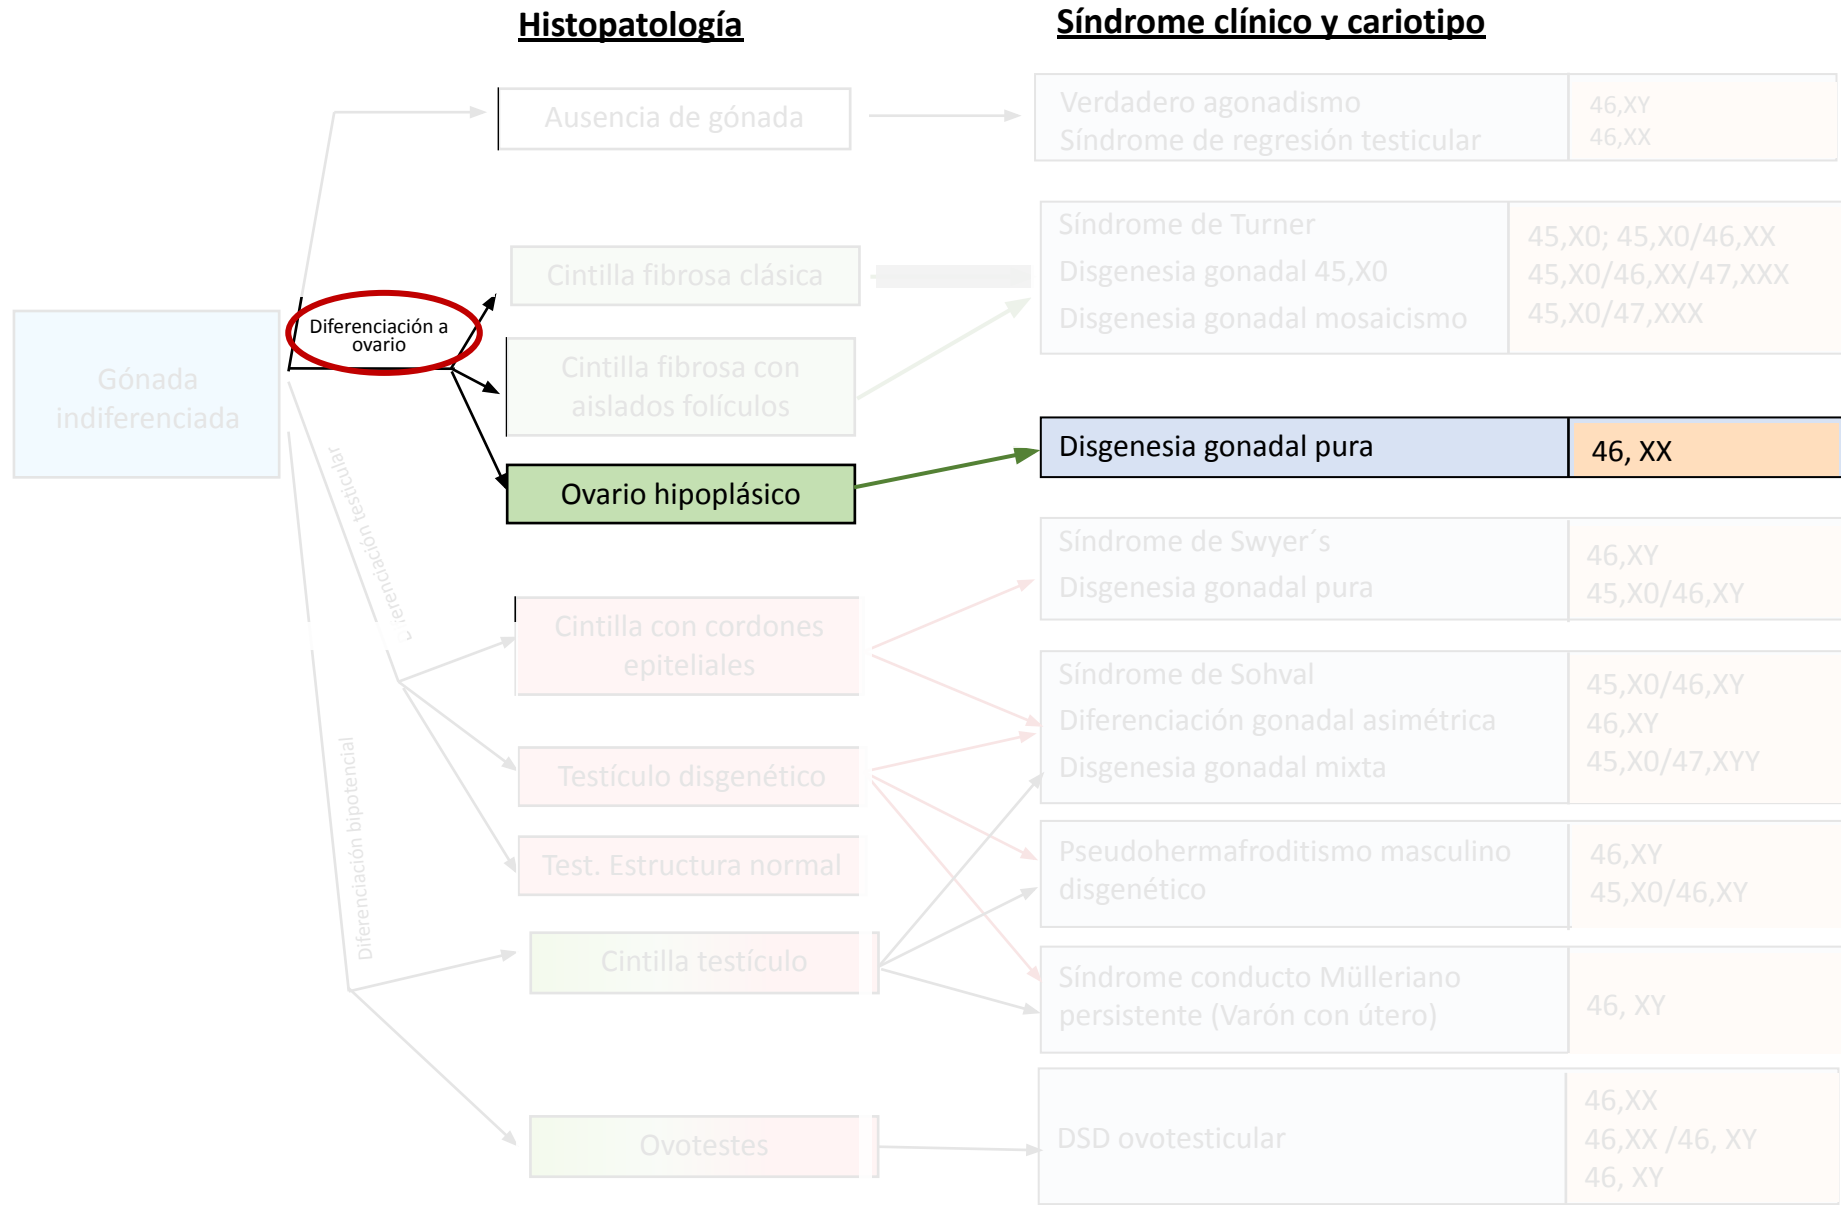 Histopatología
Síndrome clínico y cariotipo
Ausencia de gónada
Verdadero agonadismo
Síndrome de regresión testicular
46,XY
46,XX
Cintilla fibrosa clásica
Síndrome de Turner
Disgenesia gonadal 45,X0
Disgenesia gonadal mosaicismo
45,X0; 45,X0/46,XX
45,X0/46,XX/47,XXX
45,X0/47,XXX
Diferenciación a
ovario
Gónada
indiferenciada
Cintilla fibrosa con
aislados folículos
Ovario hipoplásico
Disgenesia gonadal pura
46, XX
Diferenciación testicular
Síndrome de Swyer´s
Disgenesia gonadal pura
46,XY
45,X0/46,XY
Cintilla con cordones
epiteliales
Síndrome de Sohval
Diferenciación gonadal asimétrica
Disgenesia gonadal mixta
45,X0/46,XY
46,XY
45,X0/47,XYY
Testículo disgenético
Diferenciación bipotencial
Test. Estructura normal
Pseudohermafroditismo masculino
disgenético
46,XY
45,X0/46,XY
Cintilla testículo
Síndrome conducto Mülleriano
persistente (Varón con útero)
46, XY
Ovotestes
DSD ovotesticular
46,XX
46,XX /46, XY
46, XY